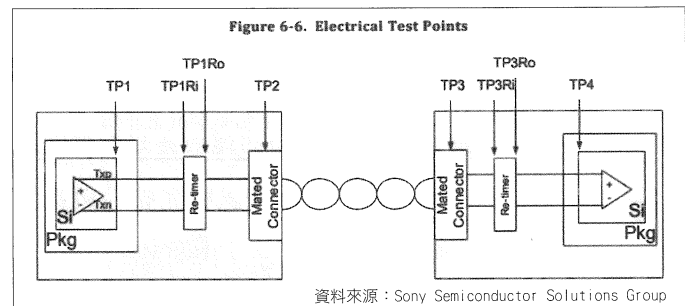 Figure 6-6. Electrical Test Points
TP1Ro
TP3Ro
TP1
TP1Ri
TP2
TP3
TP3Ri
TP4
Txp
+
-
Txn
Si
Pkg
Re-timer
Mated
Connector
Mated
Connector
Re-timer
+
-
Si
Pkg
資料來源：Sony Semiconductor Solutions Group